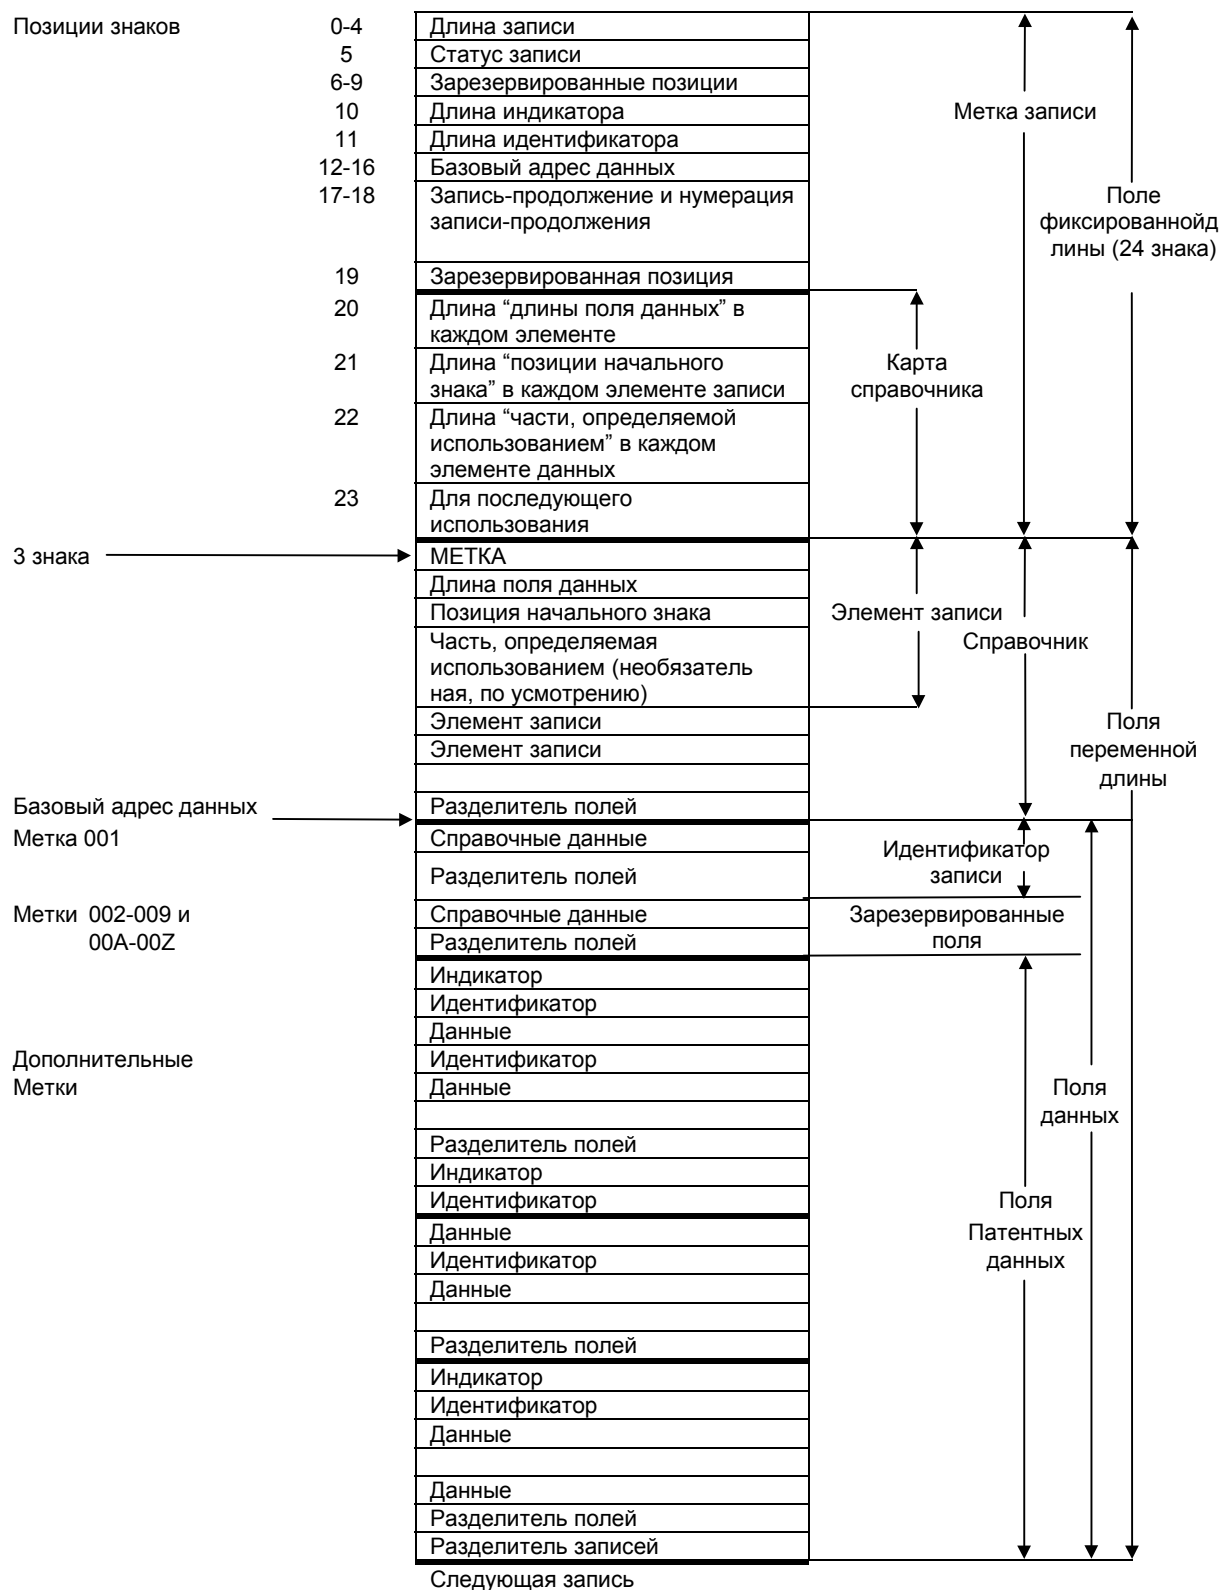 Позиции знаков 0-4 Длина записи
5 Статус записи
6-9 Зарезервированные позиции
10 Длина индикатора Метка записи
11 Длина идентификатора
12-16 Базовый адрес данных
17-18 Запись-продолжение и нумерация Поле
записи-продолжения фиксированнойд
лины (24 знака)
19 Зарезервированная позиция
20 Длина “длины поля данных” в
каждом элементе
21 Длина “позиции начального Карта
знака” в каждом элементе записи справочника
22 Длина “части, определяемой
использованием” в каждом
элементе данных
23 Для последующего
использования
3 знака МЕТКА
Длина поля данных
Позиция начального знака Элемент записи
Часть, определяемая Справочник
использованием (необязатель
ная, по усмотрению)
Элемент записи Поля
Элемент записи переменной
длины
Базовый адрес данных Разделитель полей
Метка 001 Справочные данные Идентификатор
Разделитель полей записи
Метки 002-009 и Справочные данные Зарезервированные
00A-00Z Разделитель полей поля
Индикатор
Идентификатор
Данные
Дополнительные Идентификатор
Метки Данные Поля
данных
Разделитель полей
Индикатор
Идентификатор Поля
Данные Патентных
Идентификатор данных
Данные
Разделитель полей
Индикатор
Идентификатор
Данные
Данные
Разделитель полей
Разделитель записей
Следующая запись